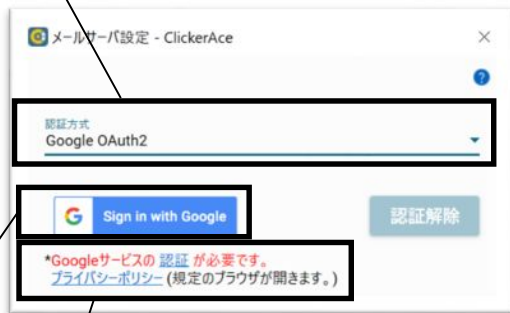 メールサーバ設定 - ClickerAce
?
認証方式
Google OAuth2
G Sign in with Google
認証解除
*Googleサービスの 認証 が必要です。
プライバシーポリシー (規定のブラウザが開きます。)